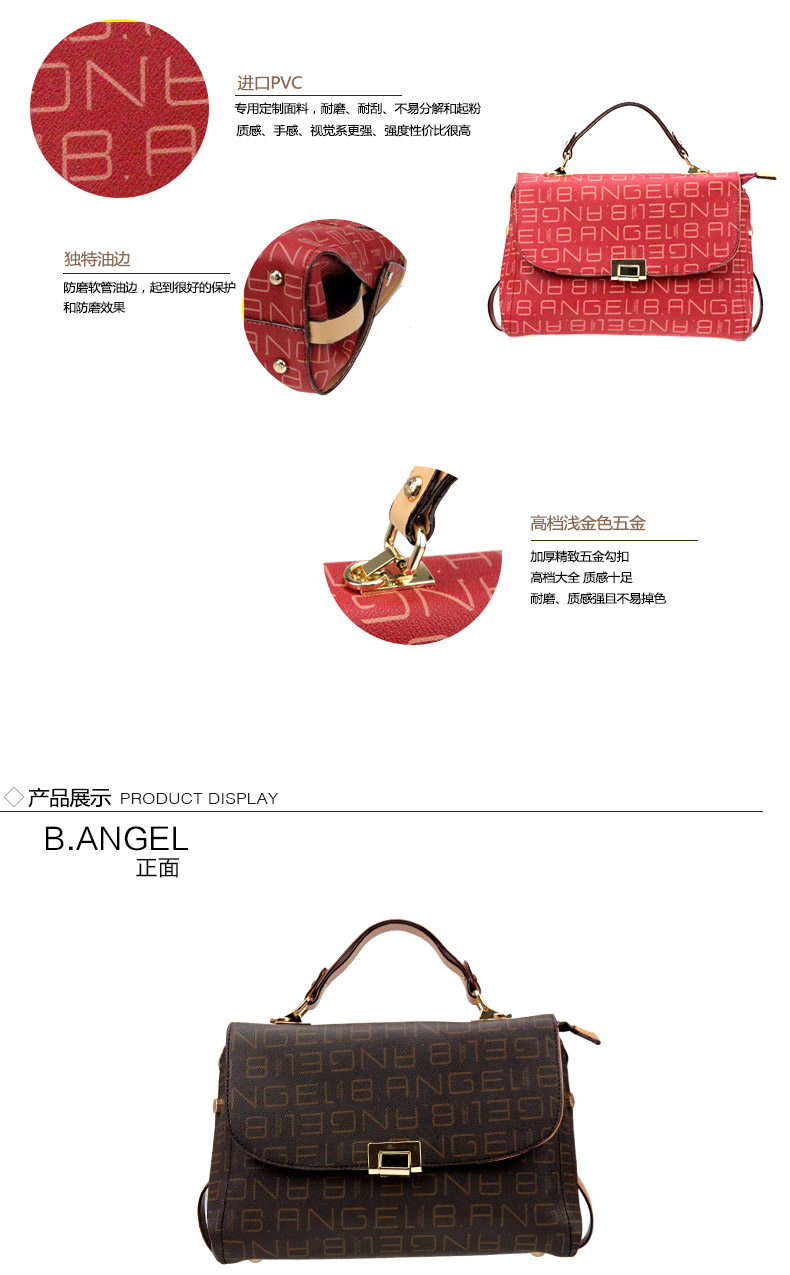 进口PVC
专用定制面料，耐磨、耐刮、不易分解和起粉
质感、手感、视觉系更强、强度性价比很高
独特油边
防磨软管油边，起到很好的保护
和防磨效果
高档浅金色五金
加厚精致五金勾扣
高档大全 质感十足
耐磨、质感强且不易掉色
产品展示 PRODUCT DISPLAY
B.ANGEL
正面